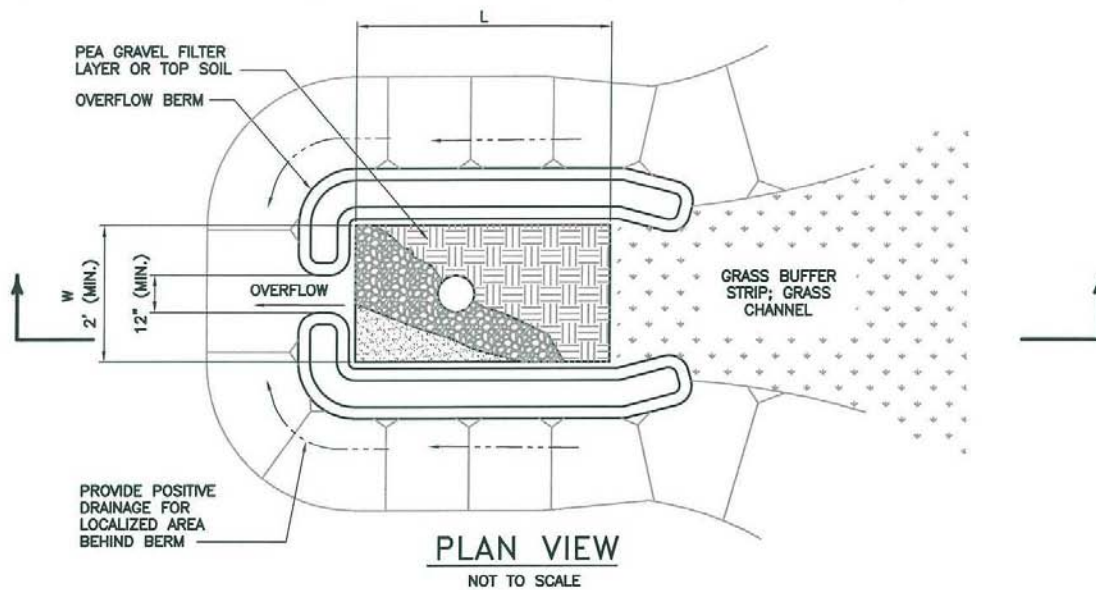 L
PEA GRAVEL FILTER
LAYER OR TOP SOIL
OVERFLOW BERM
W
2' (MIN.)
12" (MIN.)
OVERFLOW
GRASS BUFFER
STRIP; GRASS
CHANNEL
PROVIDE POSITIVE
DRAINAGE FOR
LOCALIZED AREA
BEHIND BERM
PLAN VIEW
NOT TO SCALE